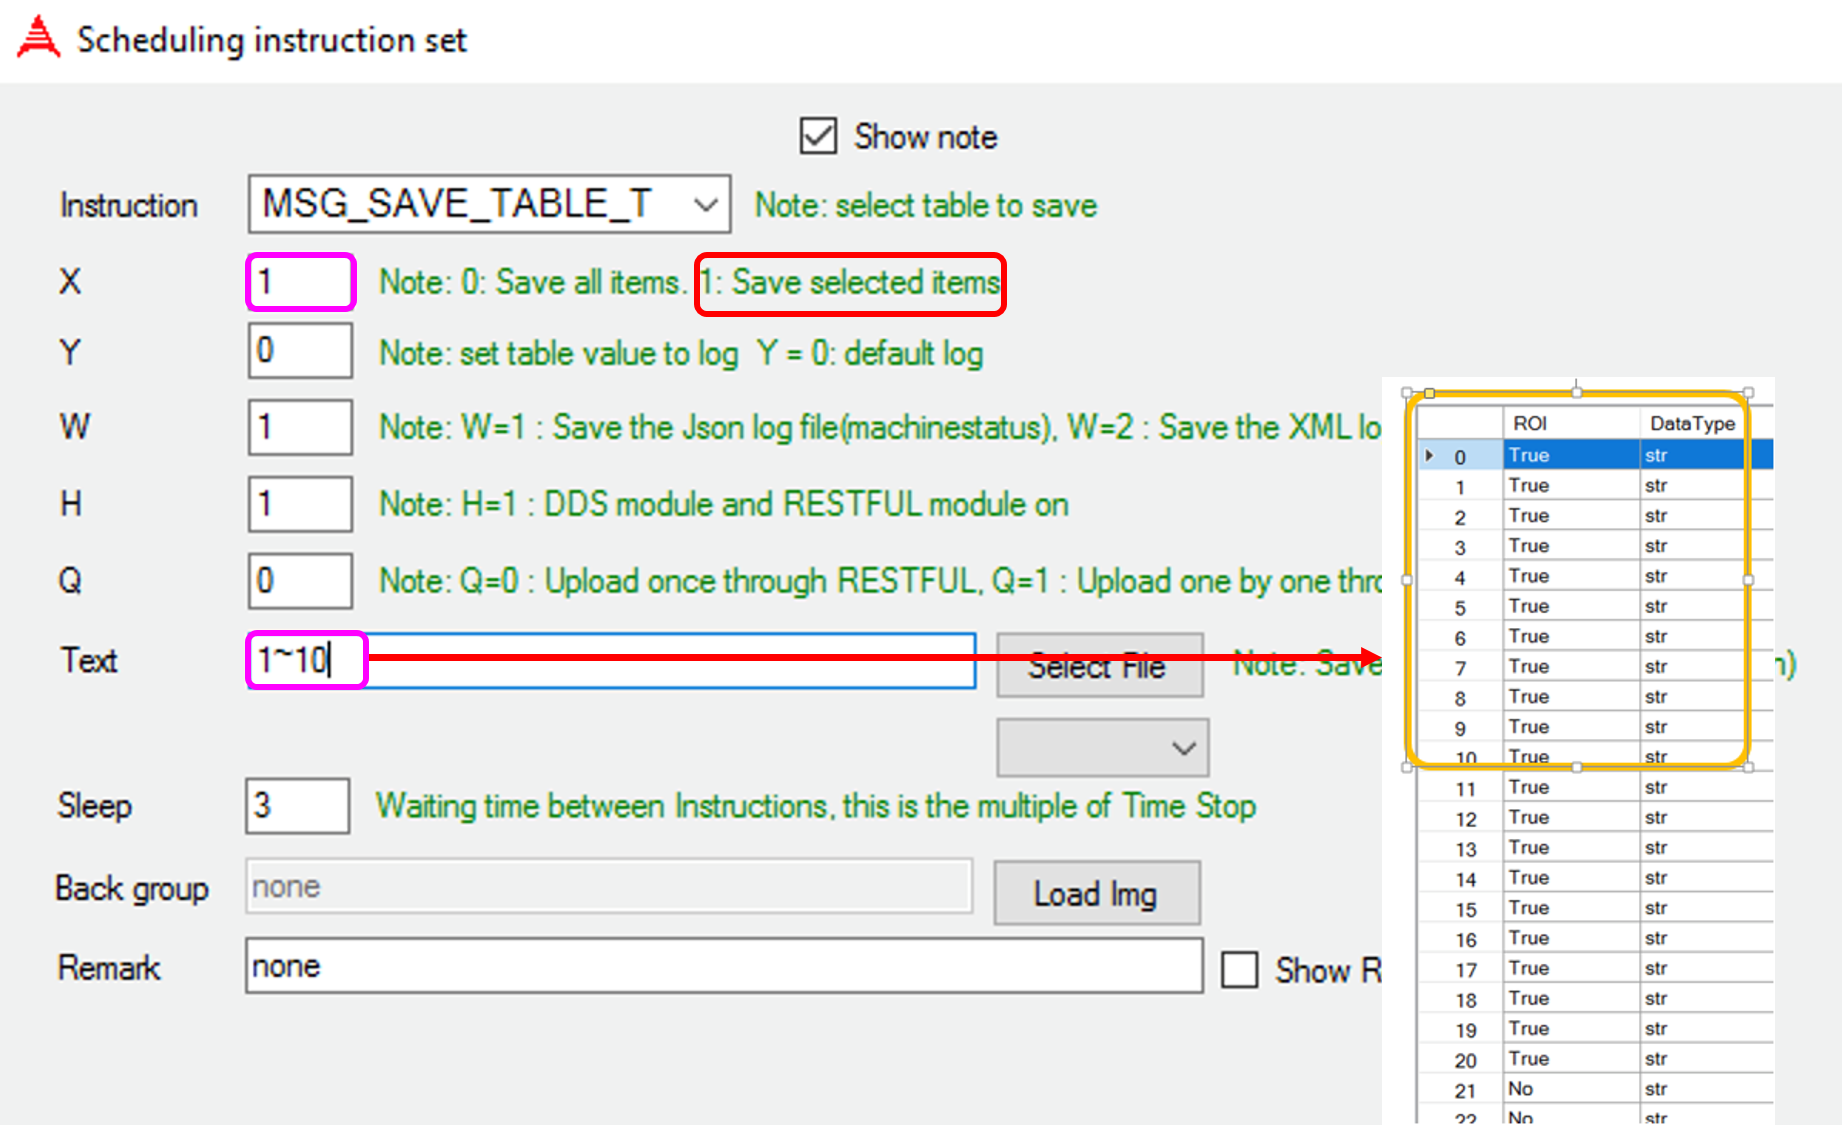 Scheduling instruction set
Show note
Instruction MSG_SAVE_TABLE_T Note: select table to save
X 1 Note: 0: Save all items. 1: Save selected items
Y 0 Note: set table value to log Y = 0: default log
W 1 Note: W=1 : Save the Json log file(machinestatus), W=2 : Save the XML lo
H 1 Note: H=1 : DDS module and RESTFUL module on
Q 0 Note: Q=0 : Upload once through RESTFUL, Q=1 : Upload one by one thro
Text 1~10 Select File Note: Save n)
Sleep 3 Waiting time between Instructions, this is the multiple of Time Stop
Back group none Load Img
Remark none Show R
ROI DataType
0 True str
1 True str
2 True str
3 True str
4 True str
5 True str
6 True str
7 True str
8 True str
9 True str
10 True str
11 True str
12 True str
13 True str
14 True str
15 True str
16 True str
17 True str
18 True str
19 True str
20 True str
21 No str
22 No str